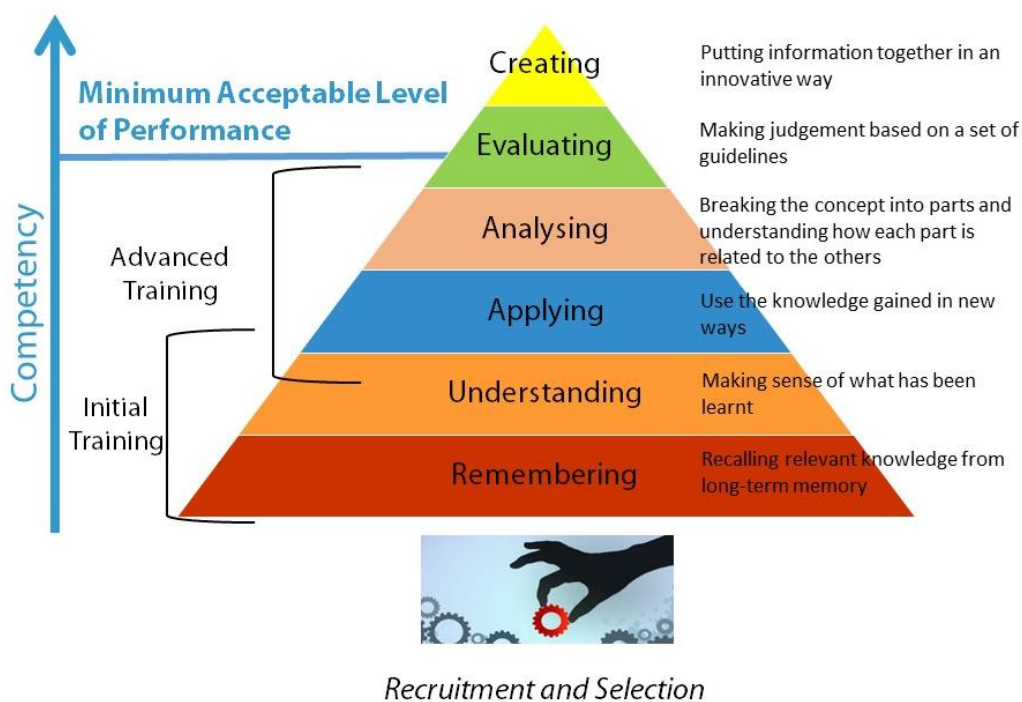 Creating
Putting information together in an
innovative way
Minimum Acceptable Level
of Performance
Evaluating
Making judgement based on a set of
guidelines
Competency
Advanced
Training
Analysing
Breaking the concept into parts and
understanding how each part is
related to the others
Applying
Use the knowledge gained in new
ways
Initial
Training
Understanding
Making sense of what has been
learnt
Remembering
Recalling relevant knowledge from
long-term memory
Recruitment and Selection